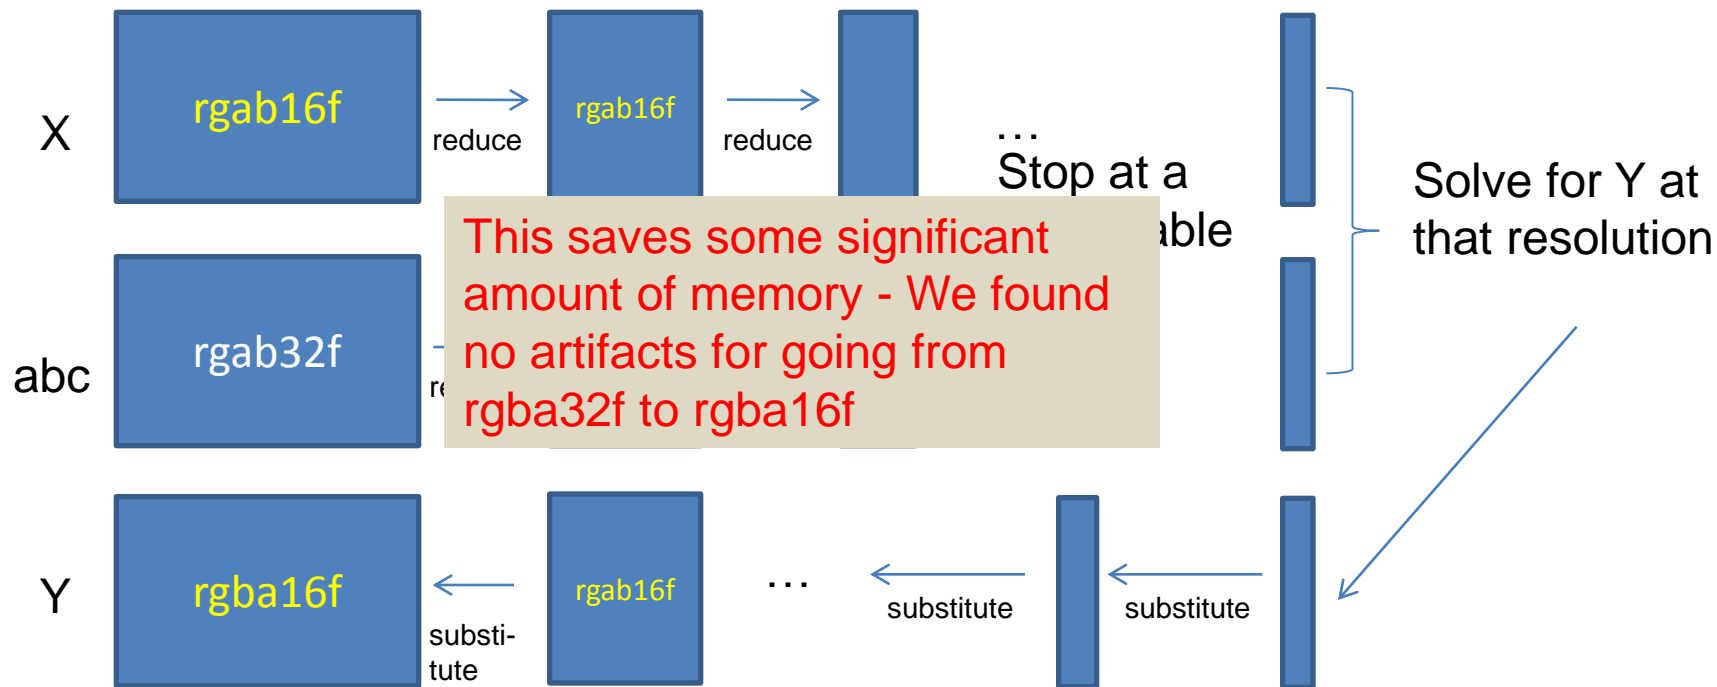 X
rgab16f
reduce
rgab16f
reduce
...
Stop at a
Solve for Y at
that resolution
This saves some significant
amount of memory - We found
no artifacts for going from
rgba32f to rgba16f
abc
rgab32f
Y
rgba16f
substi-
tute
rgab16f
...
substitute
substitute